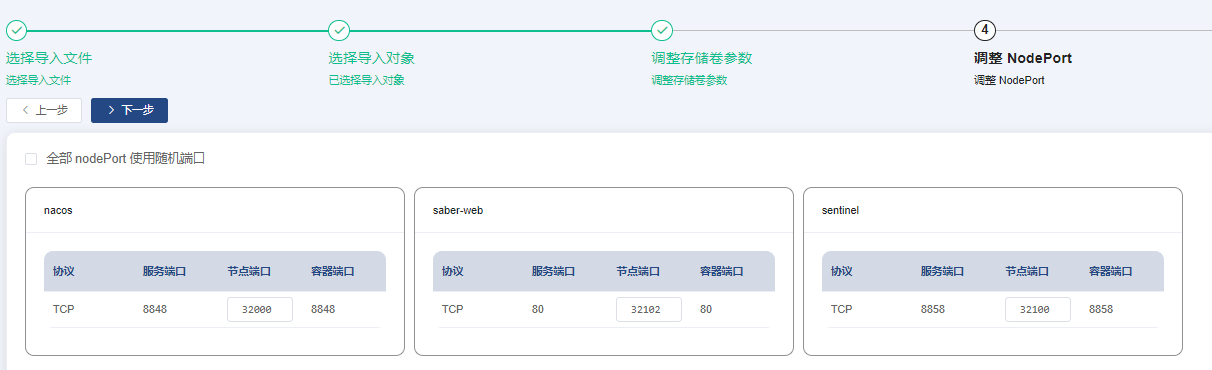 4
选择导入文件 选择导入对象 调整存储卷参数 调整 NodePort
选择导入文件 已选择导入对象 调整存储卷参数 调整 NodePort
上一步 下一步
全部 nodePort 使用随机端口
nacos
协议 服务端口 节点端口 容器端口
TCP 8848 32000 8848
saber-web
协议 服务端口 节点端口 容器端口
TCP 80 32102 80
sentinel
协议 服务端口 节点端口 容器端口
TCP 8858 32100 8858